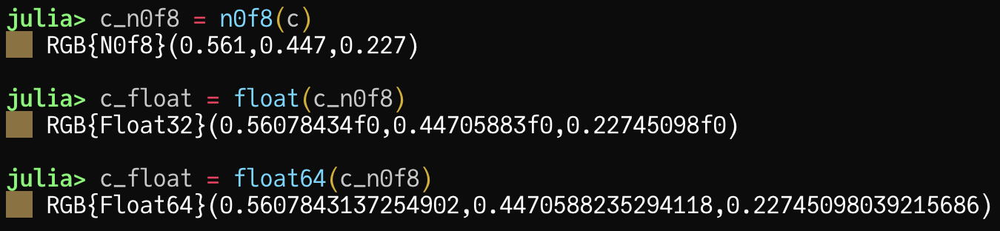 julia> c_n0f8 = n0f8(c)
RGB{N0f8}(0.561,0.447,0.227)
julia> c_float = float(c_n0f8)
RGB{Float32}(0.56078434f0,0.44705883f0,0.22745098f0)
julia> c_float = float64(c_n0f8)
RGB{Float64}(0.5607843137254902,0.4470588235294118,0.22745098039215686)